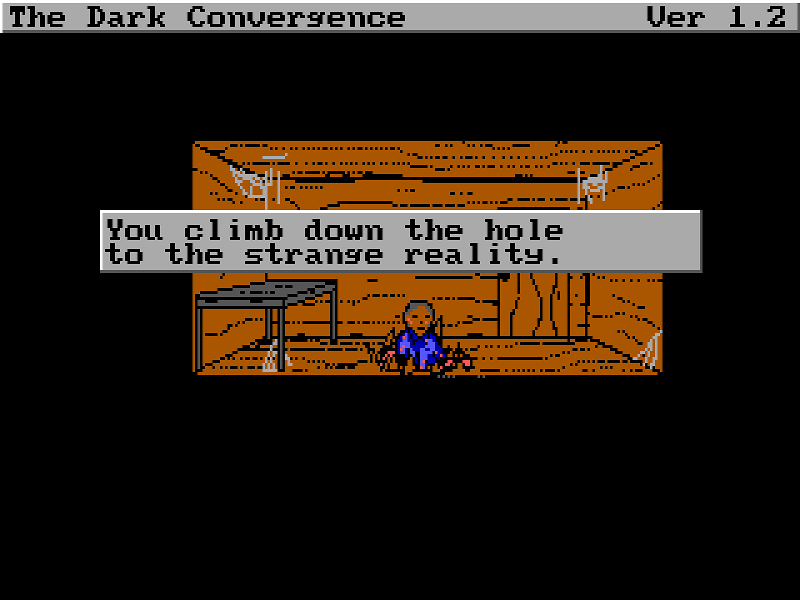 The Dark Convergence Ver 1.2
You climb down the hole
to the strange reality.